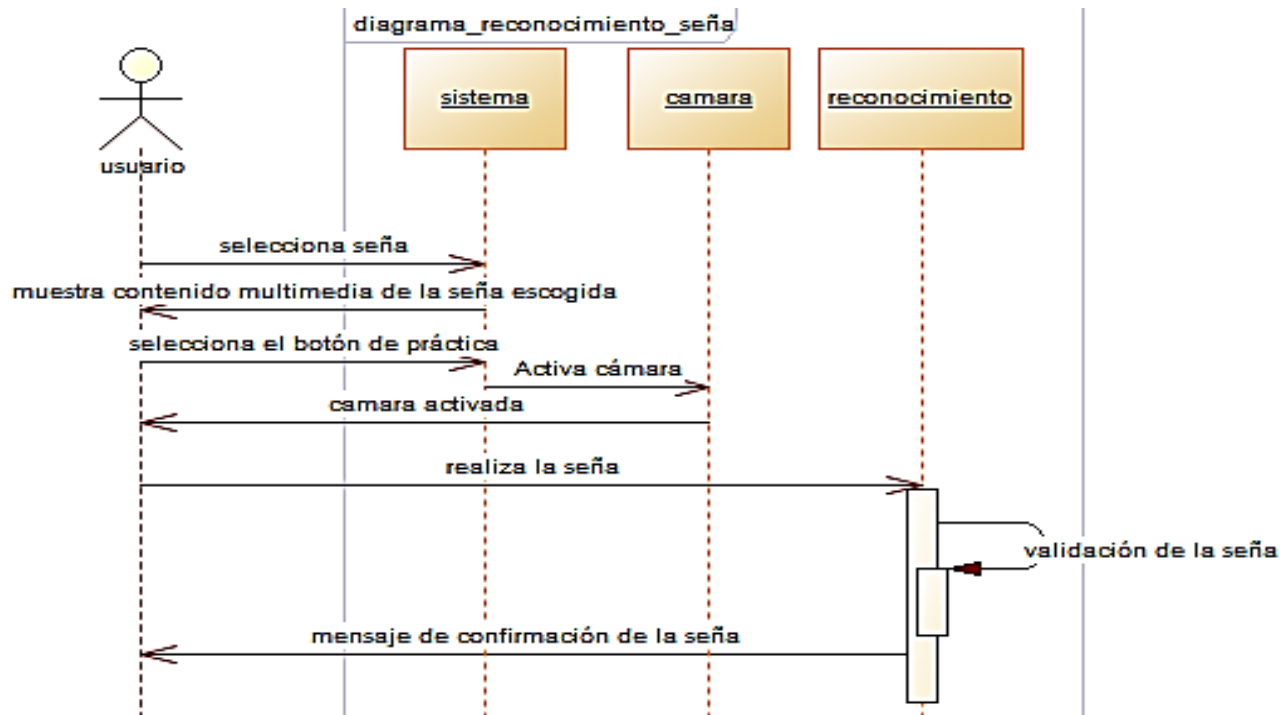 diagrama_reconocimiento_seña
sistema
camara
reconocimiento
usuario
selecciona seña
muestra contenido multimedia de la seña escogida
selecciona el botón de práctica
Activa cámara
camara activada
realiza la seña
validación de la seña
mensaje de confirmación de la seña